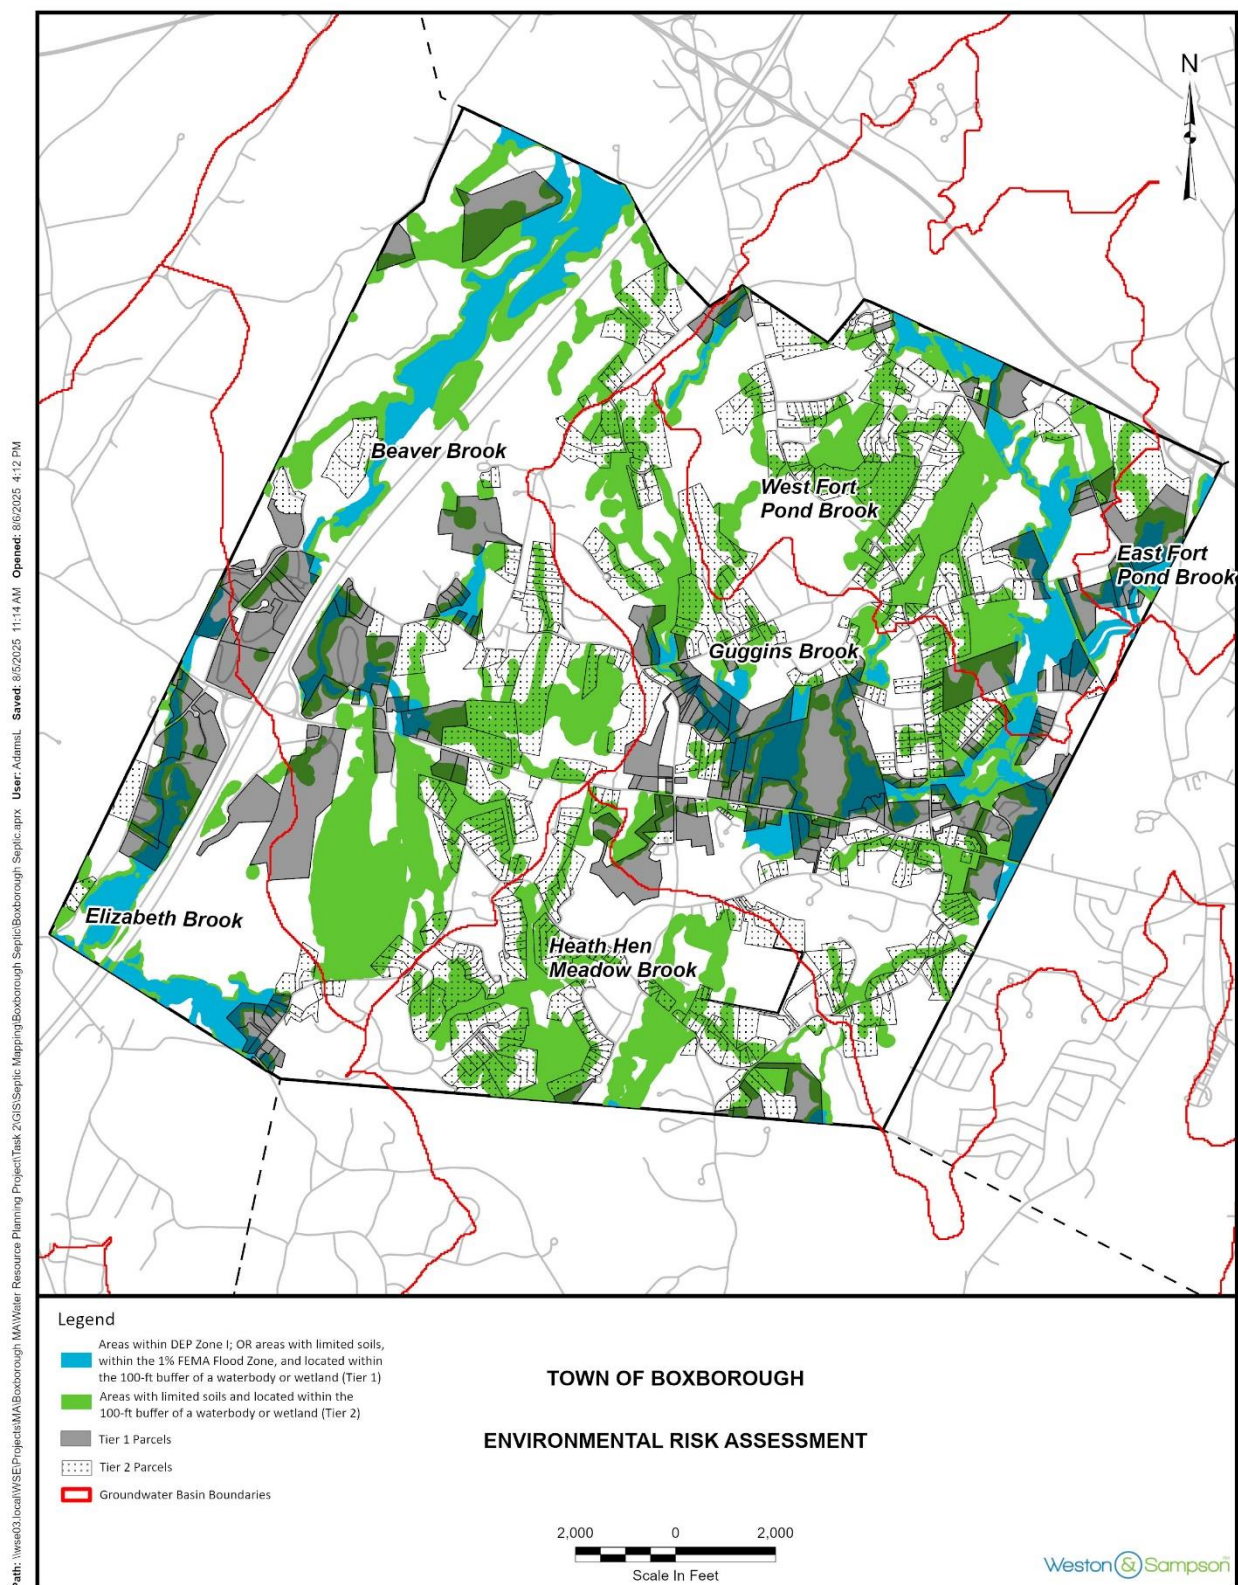 N
Beaver Brook
West Fort
Pond Brook
East Fort
Pond Brook
Guggins Brook
Elizabeth Brook
Heath Hen
Meadow Brook
Path: \\wse03.local\WSE\Projects\MA\Boxborough MA\Water Resource Planning Project\Task 2\GIS\Septic Mapping\Boxborough Septic\Boxborough Septic.aprx User: AdamsL Saved: 8/5/2025 11:14 AM Opened: 8/6/2025 4:12 PM
Legend
Areas within DEP Zone I; OR areas with limited soils,
within the 1% FEMA Flood Zone, and located within
the 100-ft buffer of a waterbody or wetland (Tier 1)
Areas with limited soils and located within the
100-ft buffer of a waterbody or wetland (Tier 2)
Tier 1 Parcels
Tier 2 Parcels
Groundwater Basin Boundaries
TOWN OF BOXBOROUGH
ENVIRONMENTAL RISK ASSESSMENT
2,000 0 2,000
Scale In Feet
Weston & Sampson